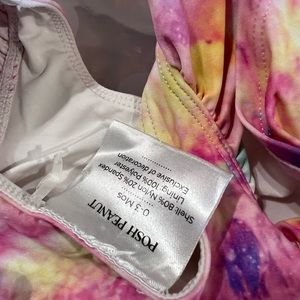 POSH PEANUT
0-3 Mos
Shell: 80% Nylon 20% Spandex
Lining: 100% Polyester
Exclusive of decoration